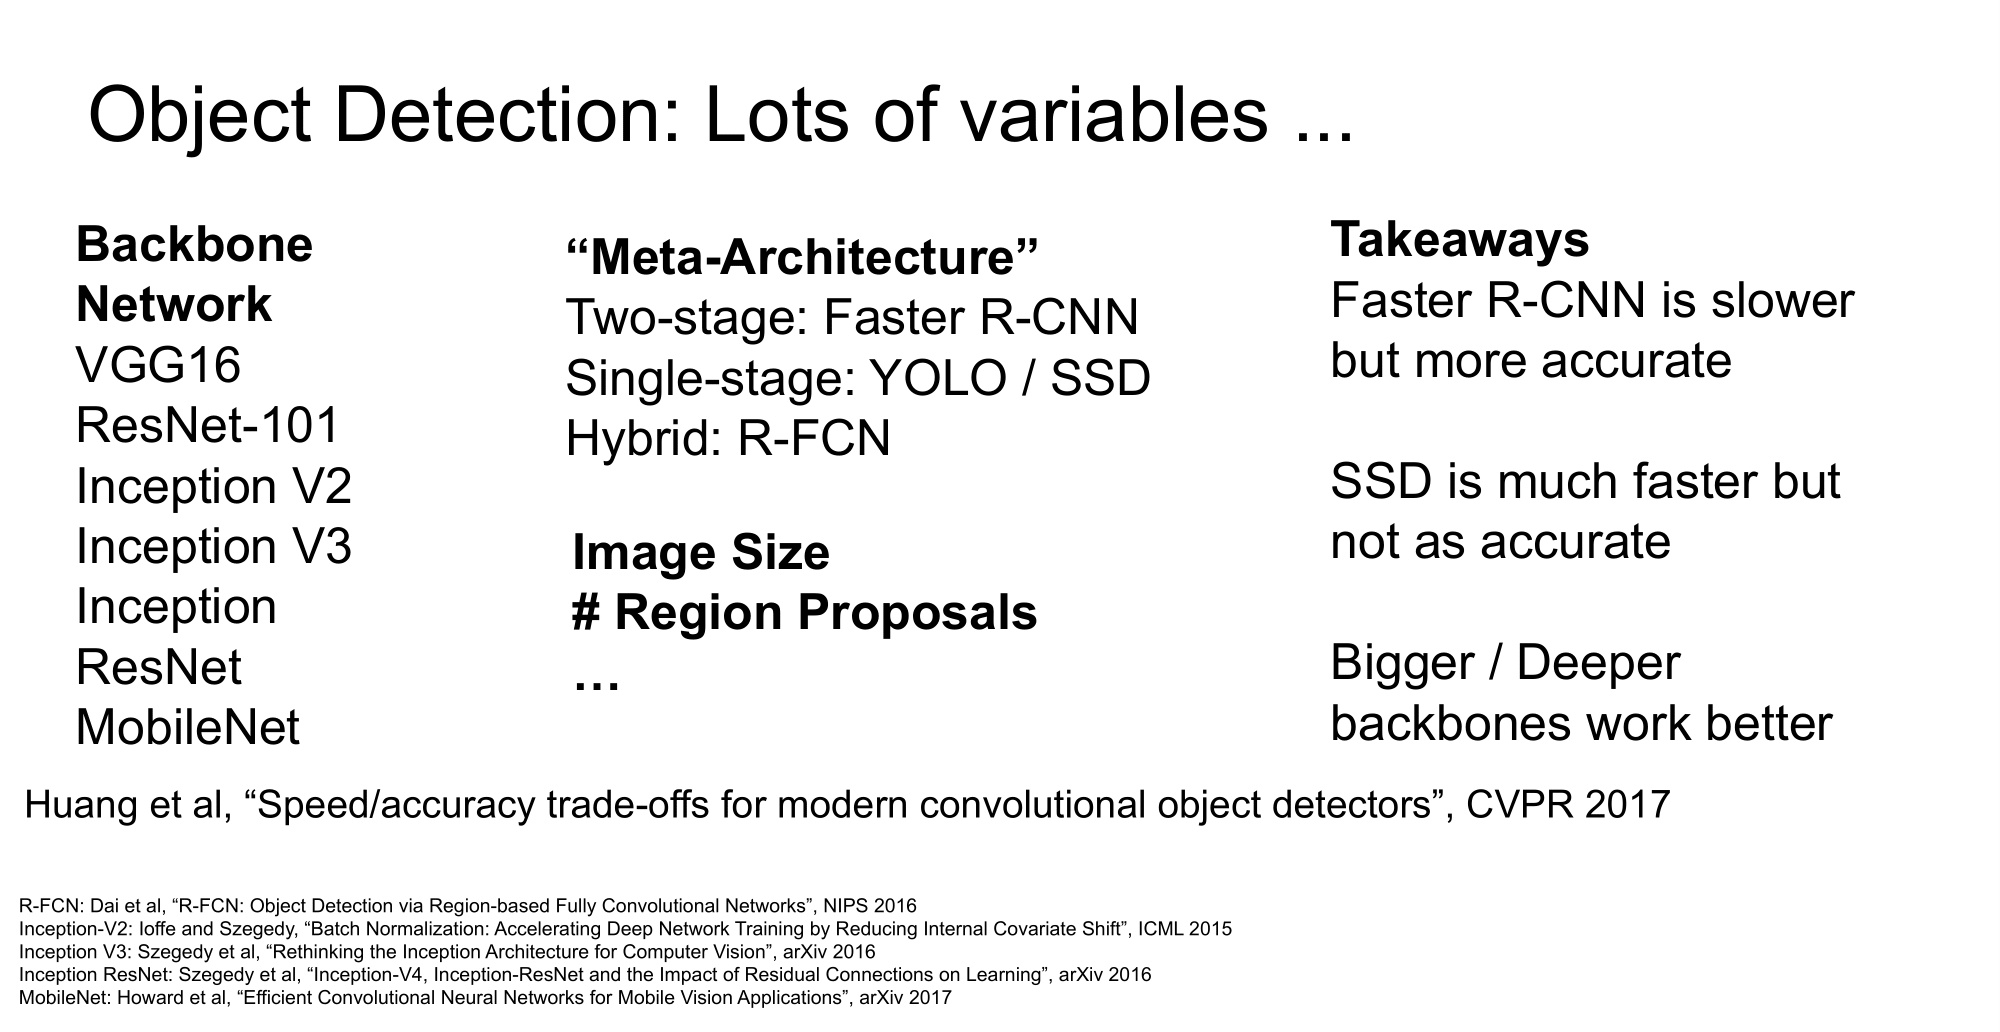 Object Detection: Lots of variables ...
Backbone
Network
VGG16
ResNet-101
Inception V2
Inception V3
Inception
ResNet
MobileNet
“Meta-Architecture”
Two-stage: Faster R-CNN
Single-stage: YOLO / SSD
Hybrid: R-FCN
Image Size
# Region Proposals
…
Takeaways
Faster R-CNN is slower
but more accurate
SSD is much faster but
not as accurate
Bigger / Deeper
backbones work better
Huang et al, “Speed/accuracy trade-offs for modern convolutional object detectors”, CVPR 2017
R-FCN: Dai et al, “R-FCN: Object Detection via Region-based Fully Convolutional Networks”, NIPS 2016
Inception-V2: Ioffe and Szegedy, “Batch Normalization: Accelerating Deep Network Training by Reducing Internal Covariate Shift”, ICML 2015
Inception V3: Szegedy et al, “Rethinking the Inception Architecture for Computer Vision”, arXiv 2016
Inception ResNet: Szegedy et al, “Inception-V4, Inception-ResNet and the Impact of Residual Connections on Learning”, arXiv 2016
MobileNet: Howard et al, “Efficient Convolutional Neural Networks for Mobile Vision Applications”, arXiv 2017